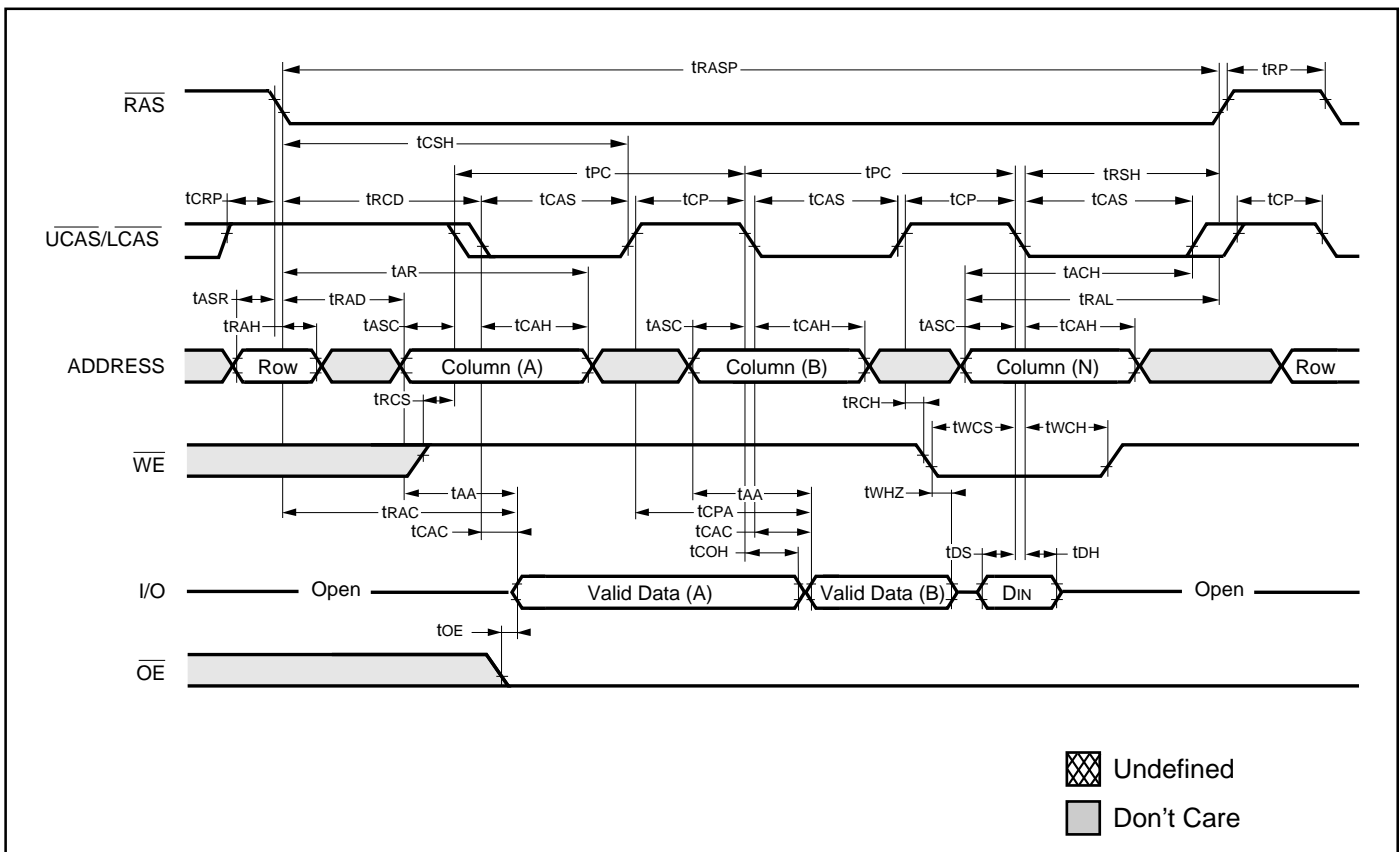 tRASP
tRP
RAS
tCSH
tPC
tPC
tRSH
tCRP
tRCD
tCAS
tCP
tCAS
tCP
tCAS
tCP
UCAS/LCAS
tAR
tACH
tASR
tRAD
tRAL
tRAH
tASC
tCAH
tASC
tCAH
tASC
tCAH
ADDRESS
Row
Column (A)
Column (B)
Column (N)
Row
tRCS
tRCH
tWCS
tWCH
WE
tAA
tAA
tWHZ
tRAC
tCPA
tCAC
tCAC
tCOH
tDS
tDH
I/O
Open
Valid Data (A)
Valid Data (B)
DIN
Open
tOE
OE
Undefined
Don't Care